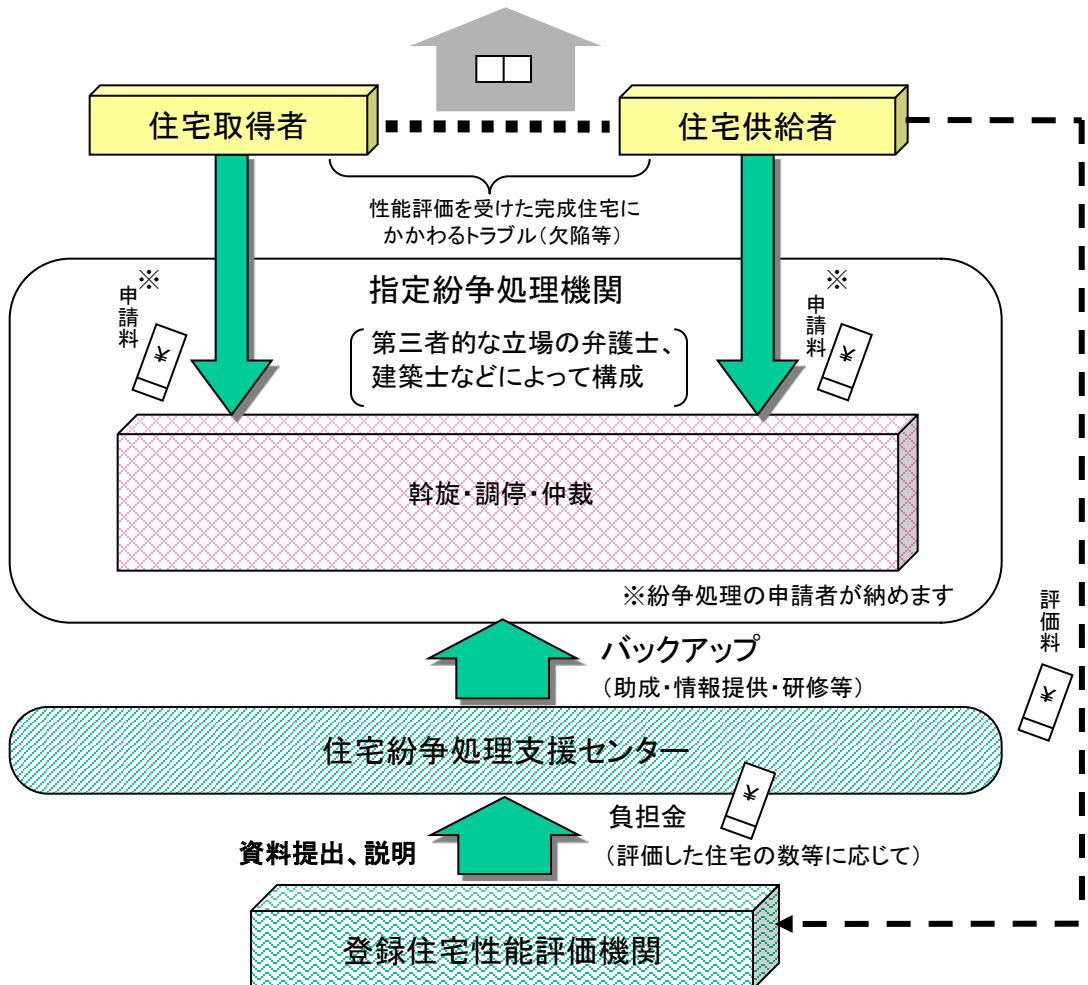 住宅取得者
住宅供給者
性能評価を受けた完成住宅に
かかわるトラブル（欠陥等）
指定紛争処理機関
※
申請料
※
申請料
第三者的な立場の弁護士、
建築士などによって構成
斡旋・調停・仲裁
※紛争処理の申請者が納めます
評価料
バックアップ
（助成・情報提供・研修等）
住宅紛争処理支援センター
負担金
（評価した住宅の数等に応じて）
資料提出、説明
登録住宅性能評価機関